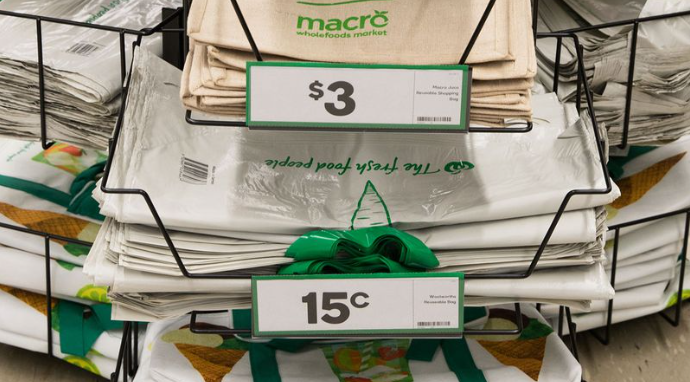 macro
wholefoods market
$3
Macro Jute
Reusable Shopping
Bag
The fresh food people
15c
Woolworths
Reusable Bag